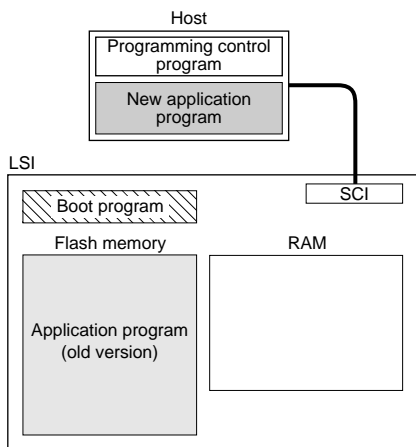 Host
Programming control
program
New application
program
LSI
SCI
Boot program
Flash memory
RAM
Application program
(old version)